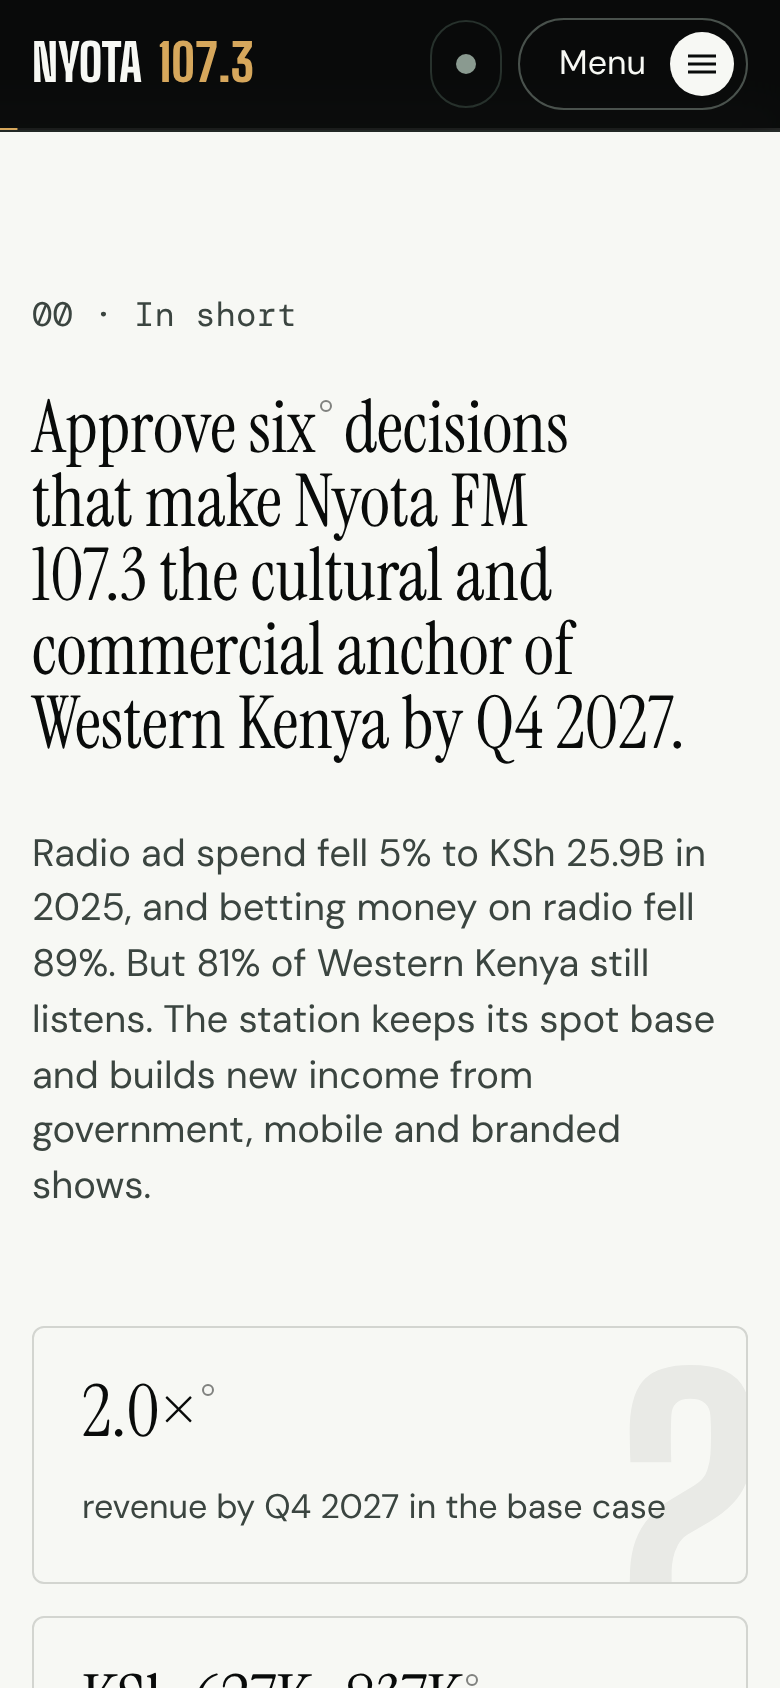 NYOTA 107.3
Menu
00 · In short
Approve six° decisions
that make Nyota FM
107.3 the cultural and
commercial anchor of
Western Kenya by Q4 2027.
Radio ad spend fell 5% to KSh 25.9B in
2025, and betting money on radio fell
89%. But 81% of Western Kenya still
listens. The station keeps its spot base
and builds new income from
government, mobile and branded
shows.
2.0×°
2
revenue by Q4 2027 in the base case